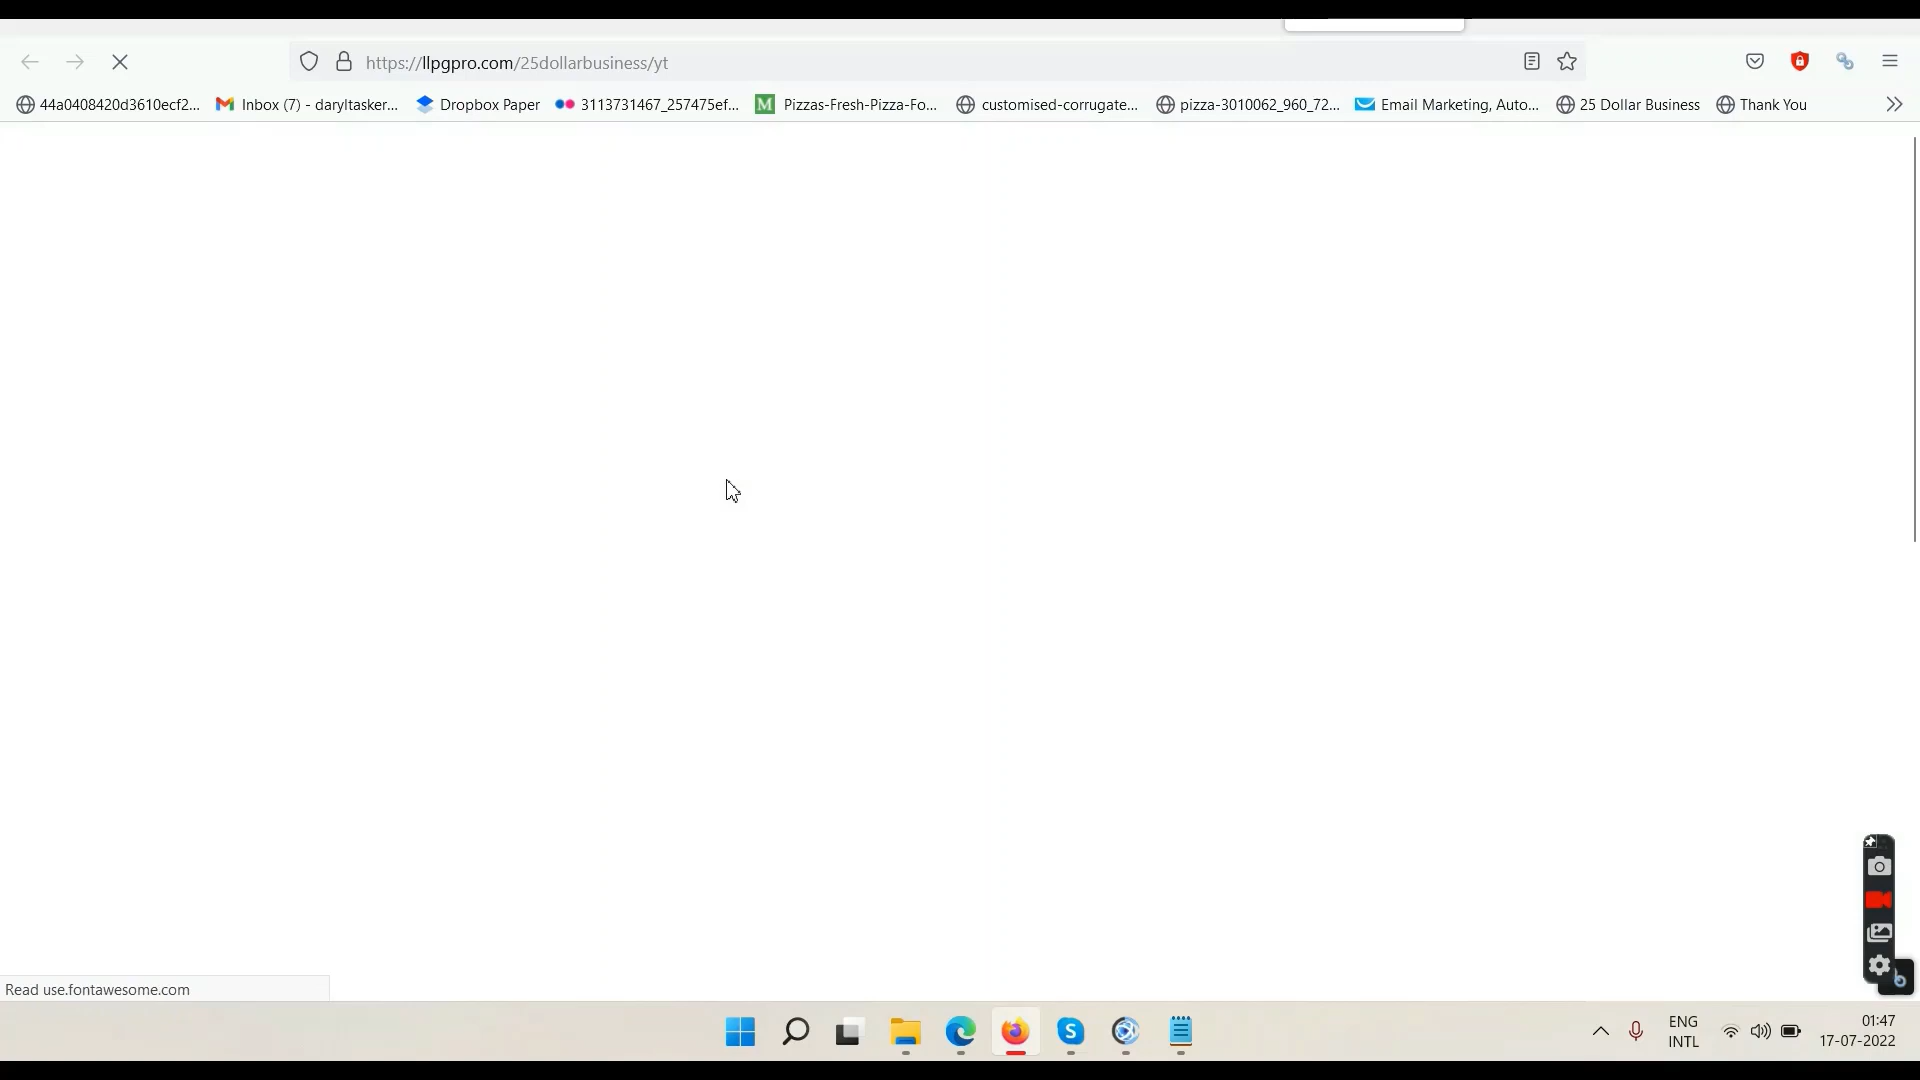 https://llpgpro.com/25dollarbusiness/yt
44a0408420d3610ecf2... Inbox (7) - daryltasker... Dropbox Paper 3113731467_257475ef... Pizzas-Fresh-Pizza-Fo... customised-corrugate... pizza-3010062_960_72... Email Marketing, Auto... 25 Dollar Business Thank You
Read use.fontawesome.com
ENG 01:47
INTL 17-07-2022